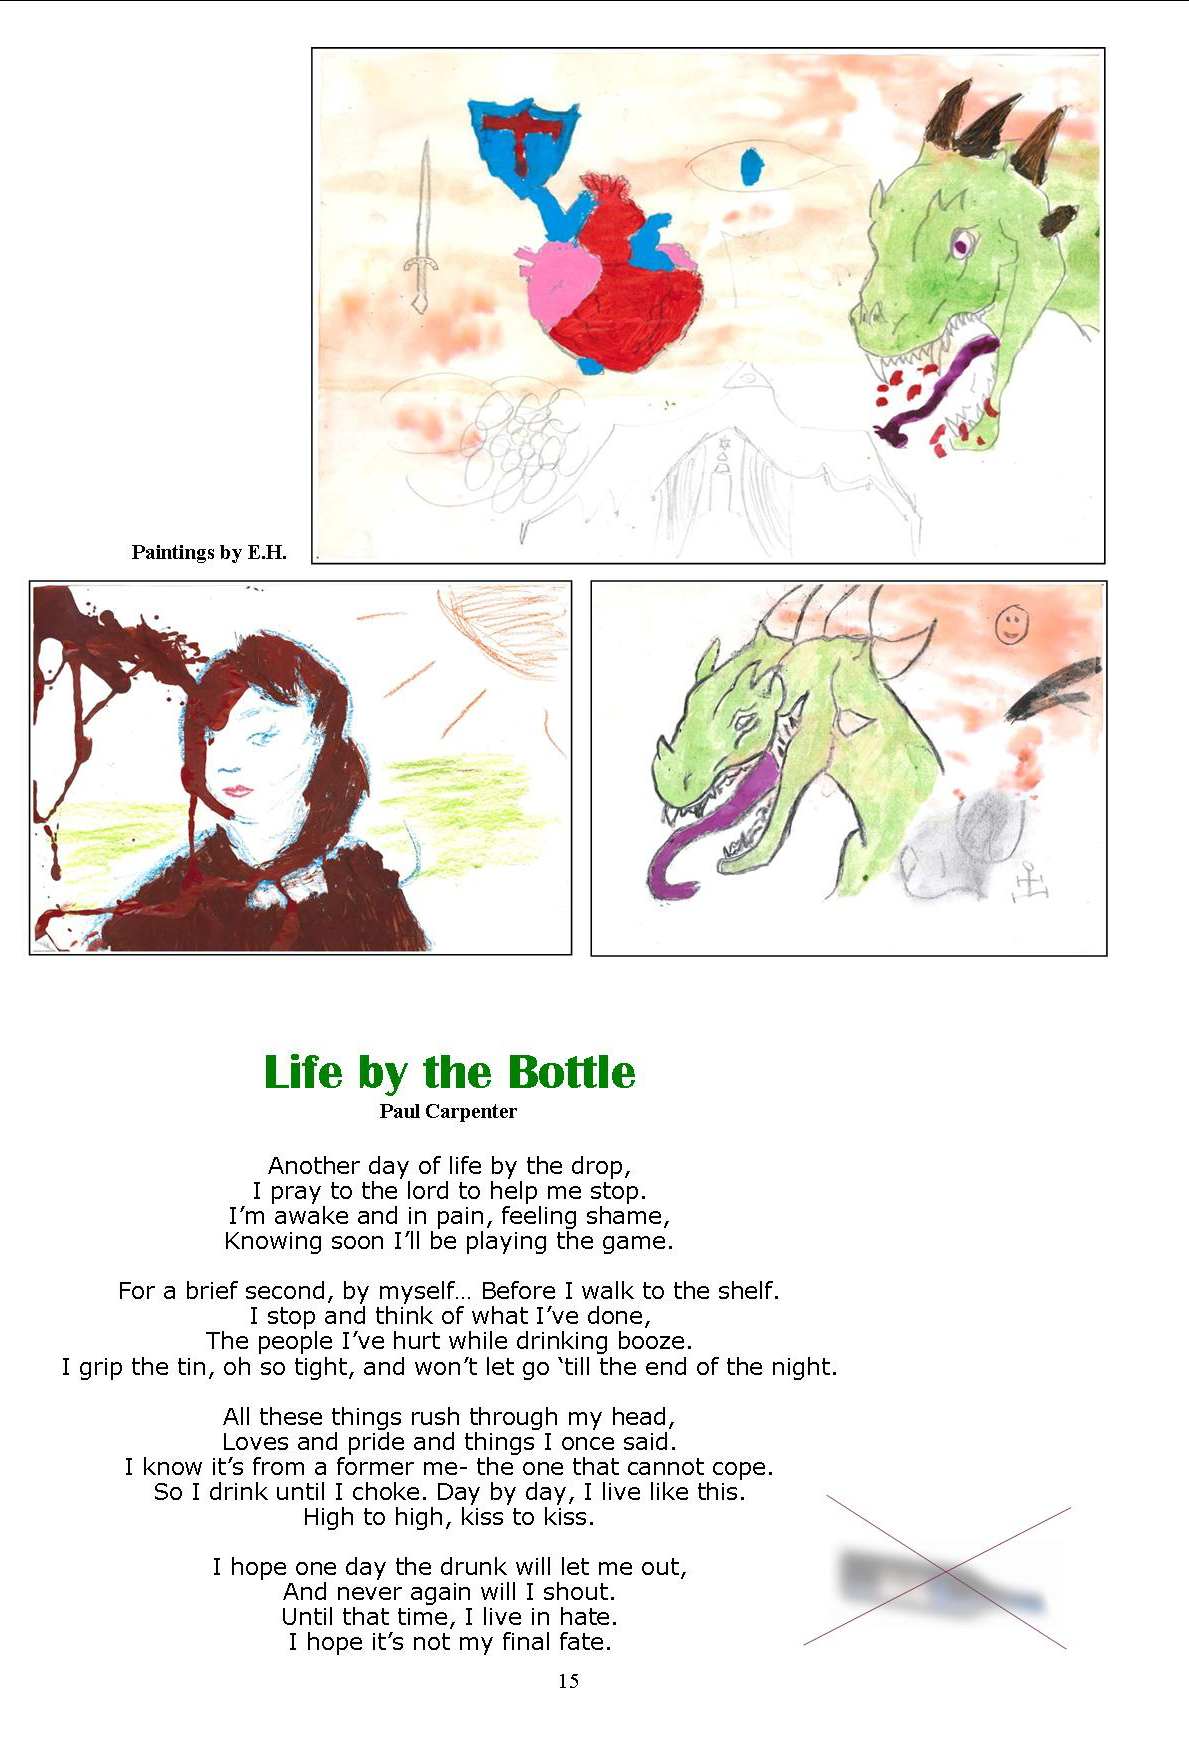 Paintings by E.H.
Life by the Bottle
Paul Carpenter
Another day of life by the drop,
I pray to the lord to help me stop.
I’m awake and in pain, feeling shame,
Knowing soon I’ll be playing the game.
For a brief second, by myself… Before I walk to the shelf.
I stop and think of what I’ve done,
The people I’ve hurt while drinking booze.
I grip the tin, oh so tight, and won’t let go ‘till the end of the night.
All these things rush through my head,
Loves and pride and things I once said.
I know it’s from a former me- the one that cannot cope.
So I drink until I choke. Day by day, I live like this.
High to high, kiss to kiss.
I hope one day the drunk will let me out,
And never again will I shout.
Until that time, I live in hate.
I hope it’s not my final fate.
15